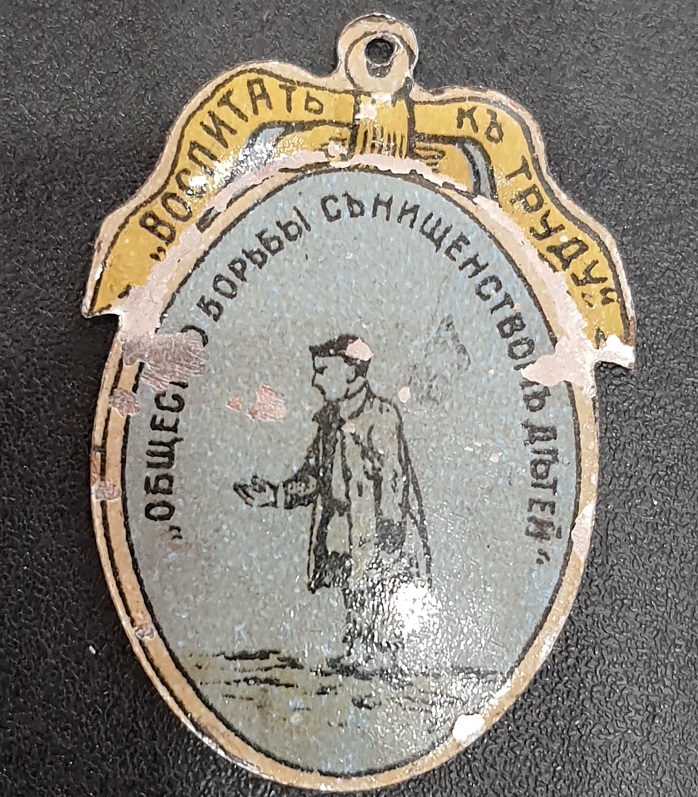 „ВОСПИТАТЬ КЪ ТРУДУ“
БОРЬБЫ СЪ НИЩЕНСТВОМЪ ДѢТЕЙ“